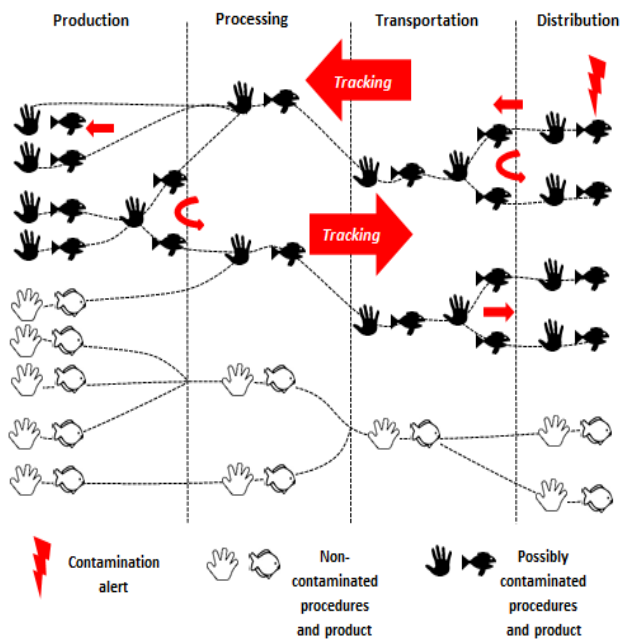 Production
Processing
Transportation
Distribution
Tracking
Tracking
Contamination
alert
Non-
contaminated
procedures
and product
Possibly
contaminated
procedures
and product